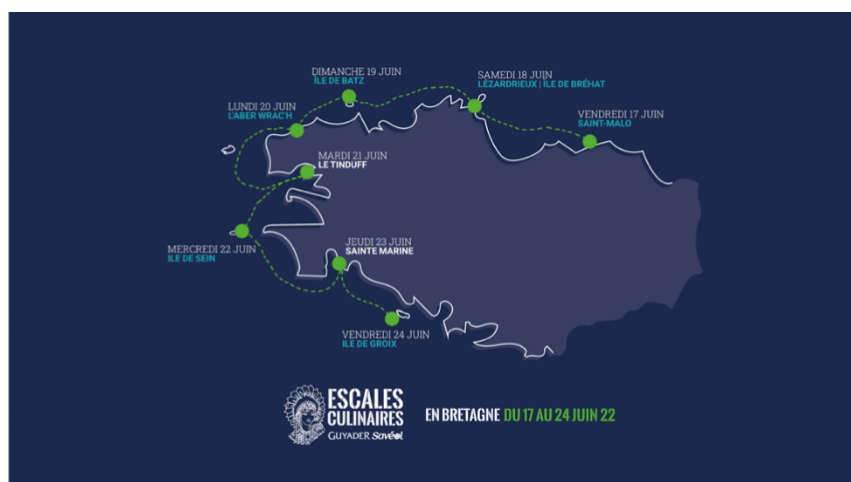 DIMANCHE 19 JUIN
ÎLE DE BATZ
SAMEDI 18 JUIN
LÉZARDRIEUX | ÎLE DE BRÉHAT
LUNDI 20 JUIN
L'ABER WRAC'H
VENDREDI 17 JUIN
SAINT-MALO
MARDI 21 JUIN
LE TINDUFF
MERCREDI 22 JUIN
ILE DE SEIN
JEUDI 23 JUIN
SAINTE MARINE
VENDREDI 24 JUIN
ILE DE GROIX
ESCALES
CULINAIRES
GUYADER Savéol
EN BRETAGNE DU 17 AU 24 JUIN 22